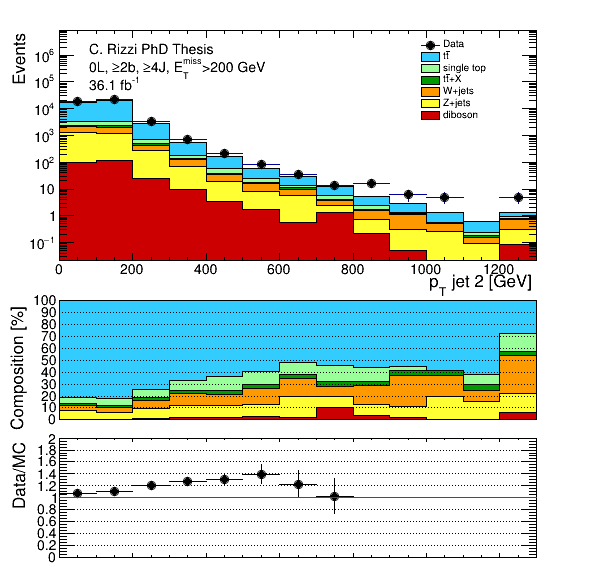 C. Rizzi PhD Thesis
0L, ≥2b, ≥4J, E_T^miss>200 GeV
36.1 fb⁻¹
Data
tt̄
single top
tt̄+X
W+jets
Z+jets
diboson
Events
10⁶
10⁵
10⁴
10³
10²
10
1
10⁻¹
0 200 400 600 800 1000 1200
p_T jet 2 [GeV]
Composition [%]
100
90
80
70
60
50
40
30
20
10
0
Data/MC
2
1.8
1.6
1.4
1.2
1
0.8
0.6
0.4
0.2
0